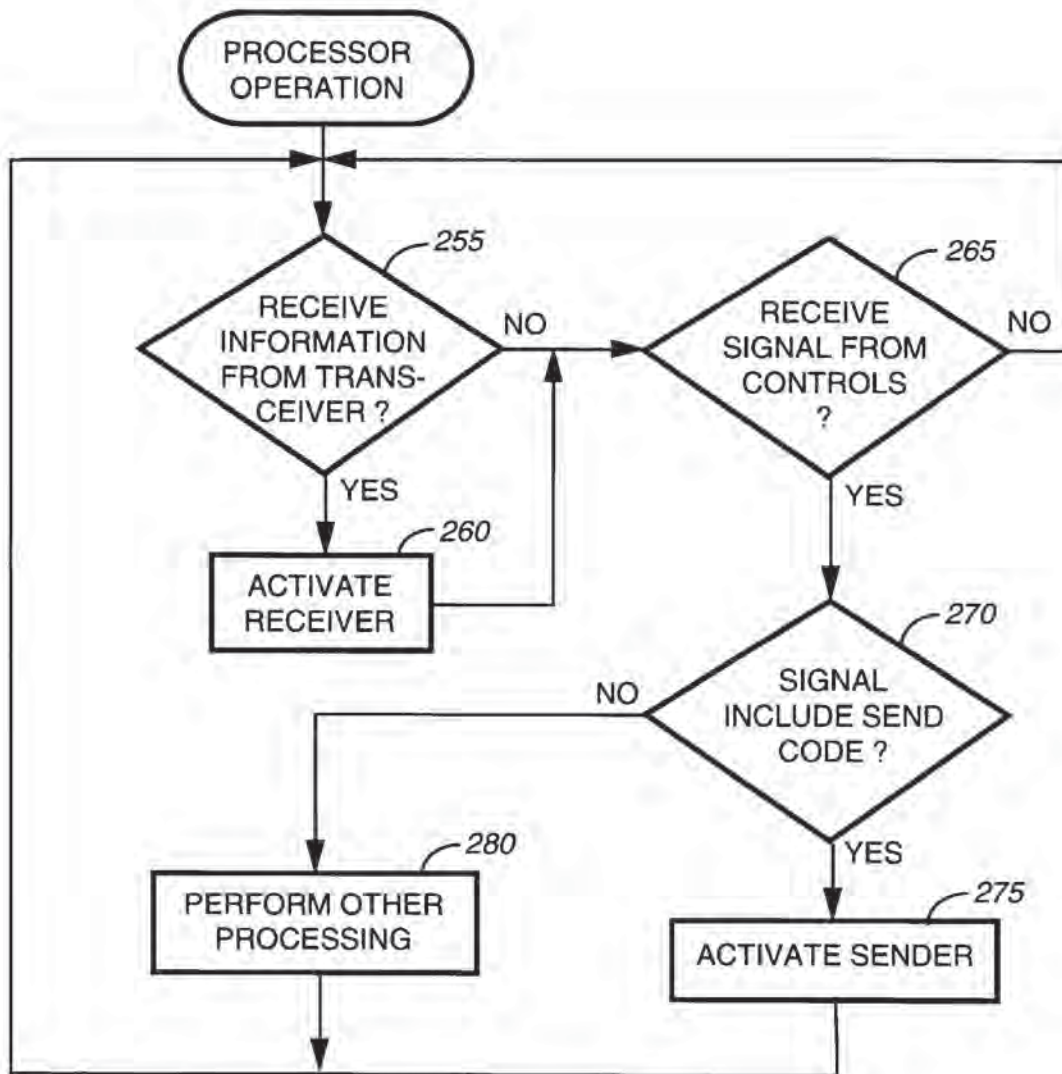 PROCESSOR
OPERATION
255
RECEIVE
INFORMATION
FROM TRANS-
CEIVER ?
NO
YES
260
ACTIVATE
RECEIVER
265
RECEIVE
SIGNAL FROM
CONTROLS
?
NO
YES
270
SIGNAL
INCLUDE SEND
CODE ?
NO
YES
280
PERFORM OTHER
PROCESSING
275
ACTIVATE SENDER